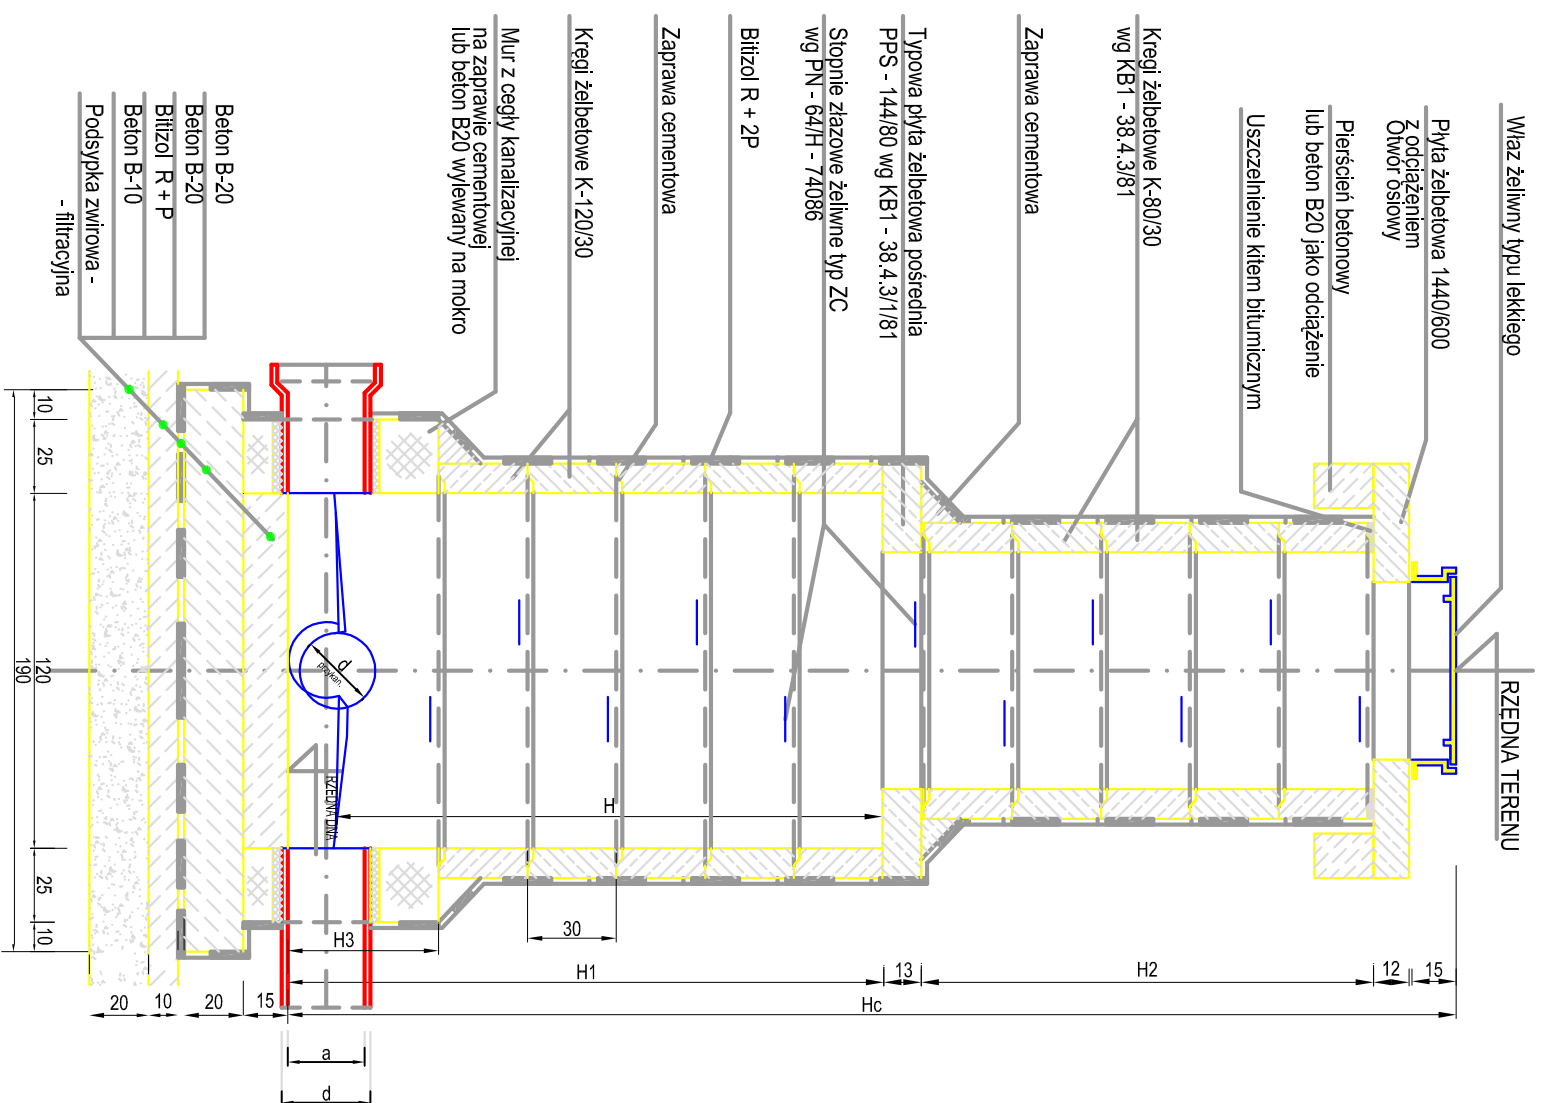 Właz żeliwny typu lekkiego
Płyta żelbetowa 1440/600
z odciążeniem
Otwór osiowy
Pierścień betonowy
lub beton B20 jako odciążenie
Uszczelnienie kitem bitumicznym
Kręgi żelbetowe K-80/30
wg KB1 - 38.4.3/81
Zaprawa cementowa
Typowa płyta żelbetowa pośrednia
PPS - 144/80 wg KB1 - 38.4.3/1/81
Stopnie złazowe żeliwne typ ZC
wg PN - 64/H - 74086
Bitizol R + 2P
Zaprawa cementowa
Kręgi żelbetowe K-120/30
Mur z cegły kanalizacyjnej
na zaprawie cementowej
lub beton B20 wylewany na mokro
Beton B-20
Beton B-20
Bitizol R + P
Beton B-10
Podsypka zwirowa -
- filtracyjna
RZĘDNA TERENU
RZĘDNA DNA
d
przykan.
H
10
25
120
25
10
190
30
H3
H1
13
H2
12
15
Hc
20
10
20
15
a
d